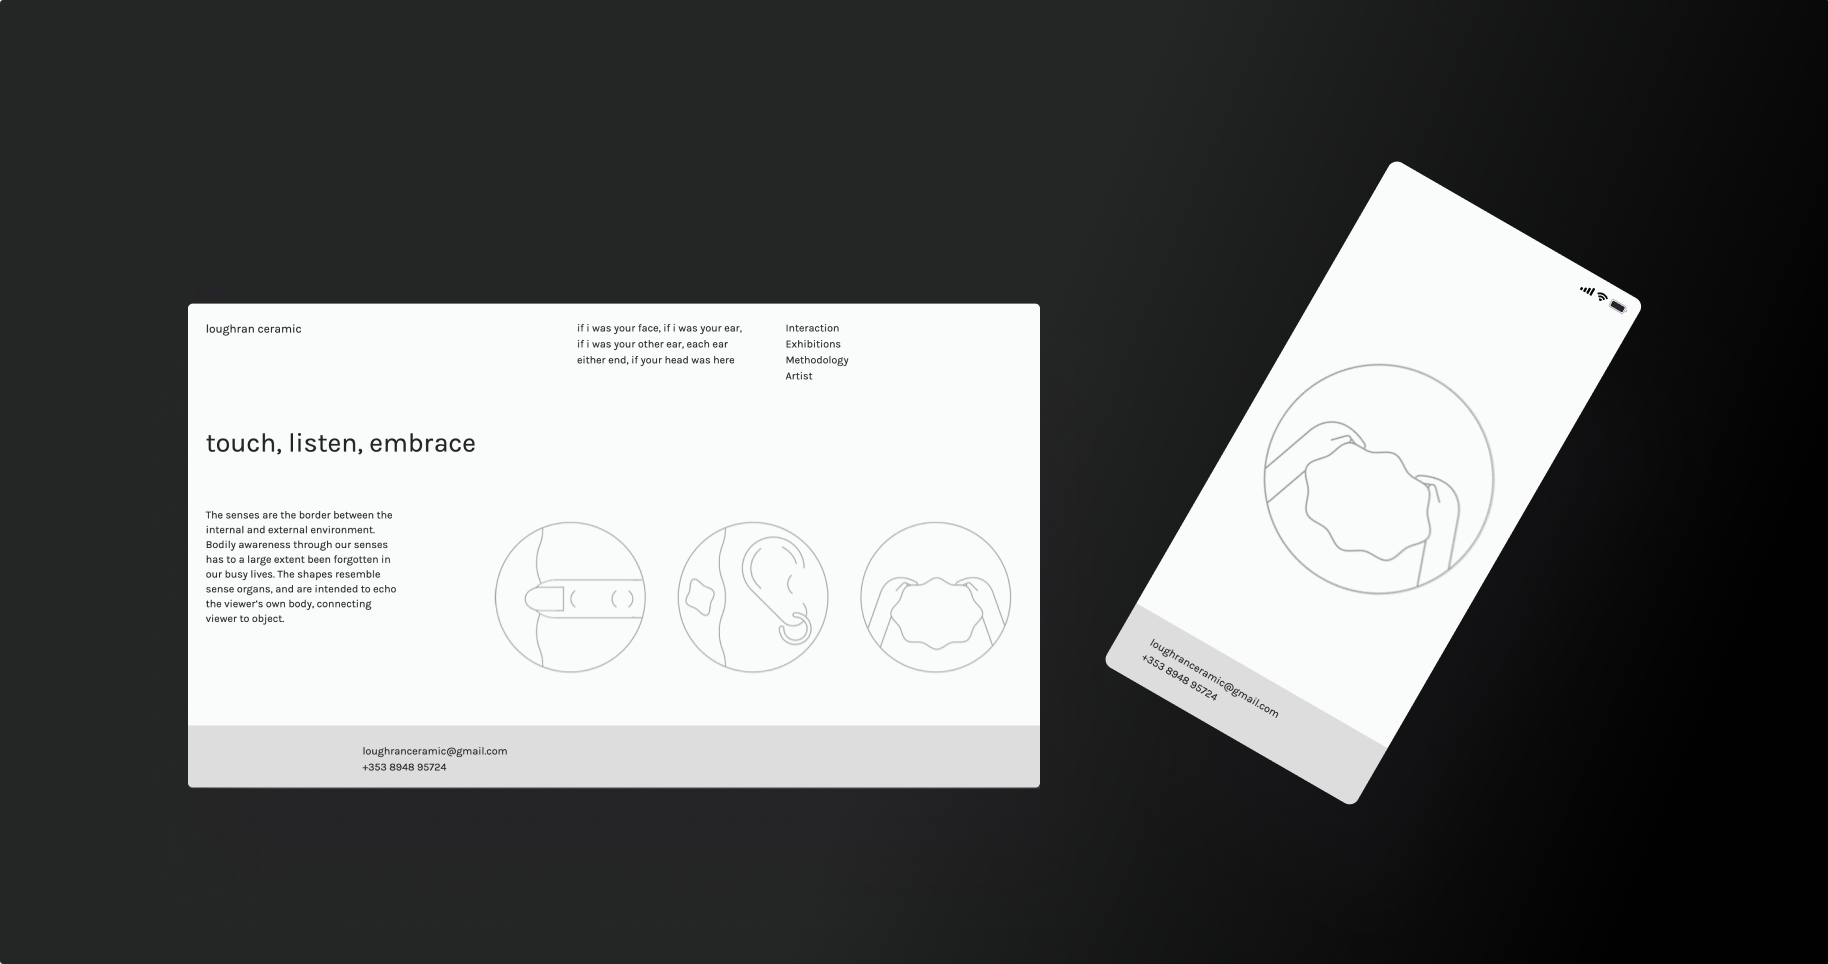 loughran ceramic
if i was your face, if i was your ear,
if i was your other ear, each ear
either end, if your head was here
Interaction
Exhibitions
Methodology
Artist
touch, listen, embrace
The senses are the border between the
internal and external environment.
Bodily awareness through our senses
has to a large extent been forgotten in
our busy lives. The shapes resemble
sense organs, and are intended to echo
the viewer's own body, connecting
viewer to object.
loughranceramic@gmail.com
+353 8948 95724
loughranceramic@gmail.com
+353 8948 95724